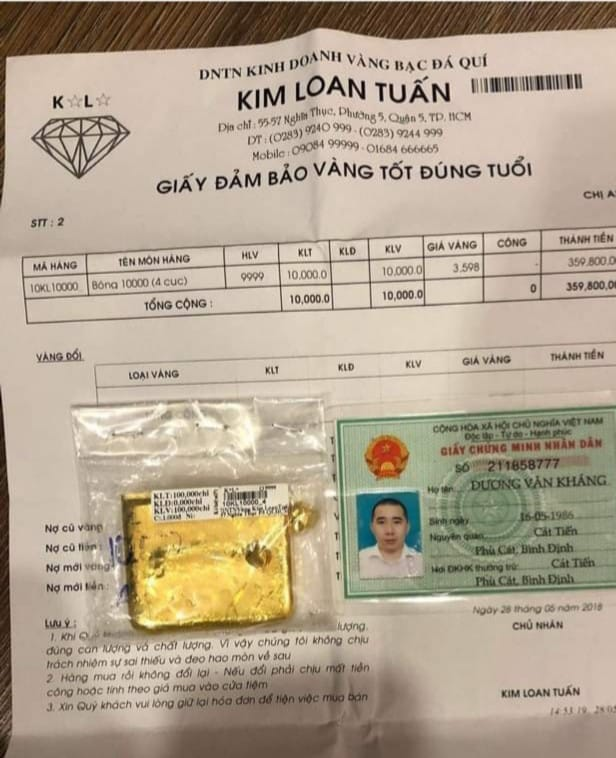 DNTN KINH DOANH VÀNG BẠC ĐÁ QUÍ
K☆L☆
KIM LOAN TUẤN
Địa chỉ : 55-57 Nghĩa Thục, Phường 5, Quận 5, TP. HCM
ĐT : (0283) 9240 999 - (0283) 9244 999
Mobile : 09084 99999 - 01684 666665
GIẤY ĐẢM BẢO VÀNG TỐT ĐÚNG TUỔI
CHỊ
STT : 2
MÃ HÀNG TÊN MÓN HÀNG HLV KLT KLĐ KLV GIÁ VÀNG CÔNG THÀNH TIỀN
10KL10000 Bóng 10000 (4 cục) 9999 10,000.0 10,000.0 3.598 - 359,800,0
TỔNG CỘNG : 10,000.0 10,000.0 0 359,800,0
VÀNG ĐỔI
LOẠI VÀNG KLT KLĐ KLV GIÁ VÀNG THÀNH TIỀN
KLT:100,000chỉ
KLD:0,000chỉ
KLV:100,000chỉ
10KL10000_4
CỘNG HÒA XÃ HỘI CHỦ NGHĨA VIỆT NAM
Độc lập - Tự do - Hạnh phúc
GIẤY CHỨNG MINH NHÂN DÂN
SỐ 211858777
Họ tên: DƯƠNG VĂN KHÁNG
Sinh ngày 16-05-1986
Nguyên quán Cát Tiến
Phù Cát, Bình Định
Nơi ĐKHK thường trú: Cát Tiến
Phù Cát, Bình Định
Nợ cũ vàng
Nợ cũ tiền :
Nợ mới vàng
Nợ mới tiền :
Ngày 28 tháng 05 năm 2018
CHỦ NHÂN
Lưu ý :
1. Khi Quý lượng,
đúng cân lượng và chất lượng. Vì vậy chúng tôi không chịu
trách nhiệm sự sai thiếu và đeo hao mòn về sau
2. Hàng mua rồi không đổi lại - Nếu đổi phải chịu mất tiền
công hoặc tính theo giá mua vào của tiệm
3. Xin Quý khách vui lòng giữ lại hóa đơn để tiện việc mua bán
KIM LOAN TUẤN
14:53:19 28/05